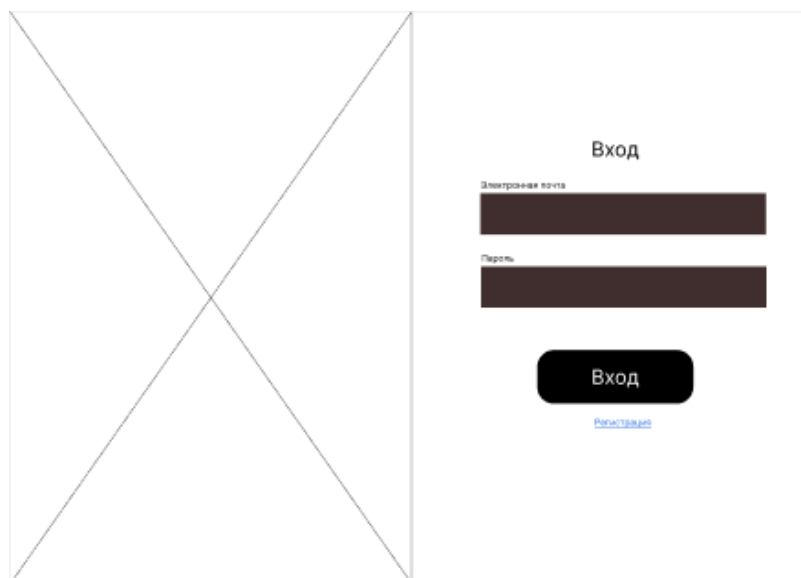 Вход
Электронная почта
Пароль
Вход
Регистрация